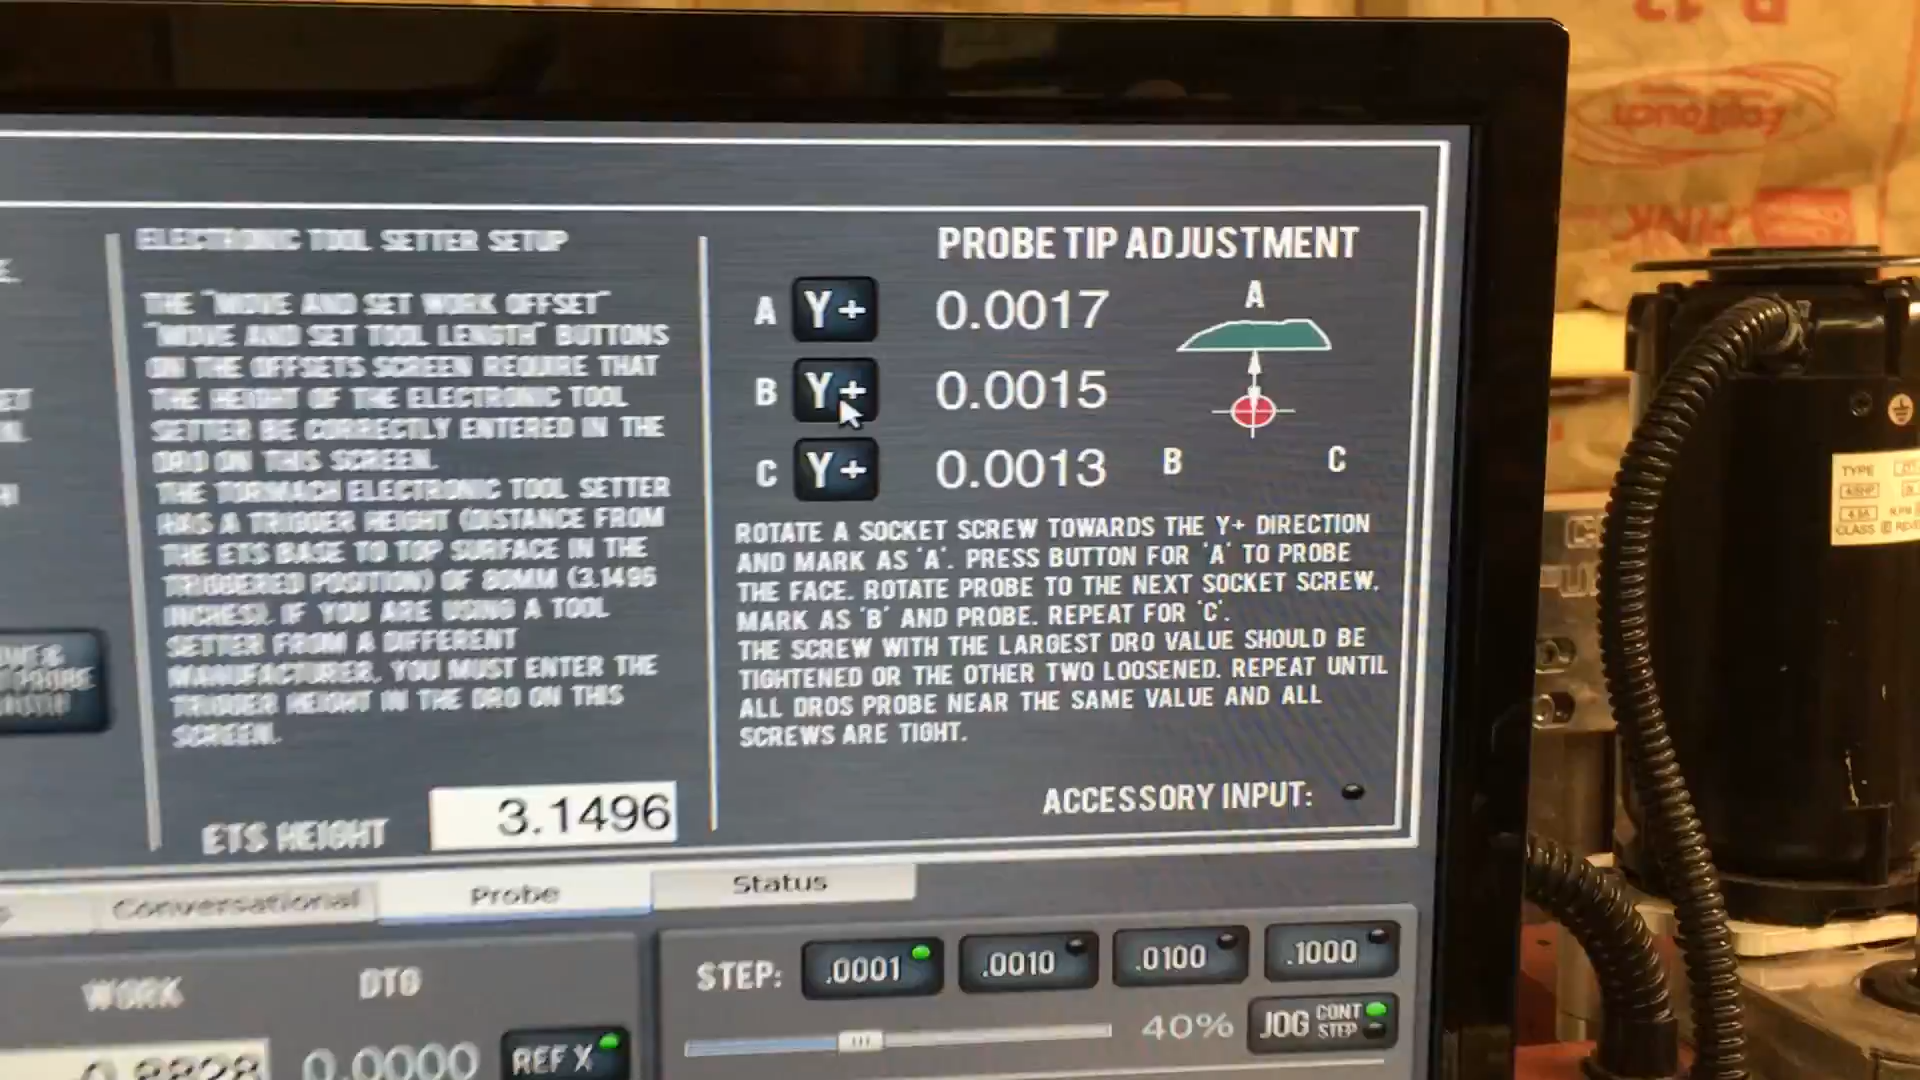 ELECTRONIC TOOL SETTER SETUP
THE "MOVE AND SET WORK OFFSET"
"MOVE AND SET TOOL LENGTH" BUTTONS
ON THE OFFSETS SCREEN REQUIRE THAT
THE HEIGHT OF THE ELECTRONIC TOOL
SETTER BE CORRECTLY ENTERED IN THE
DRO ON THIS SCREEN.
THE TORMACH ELECTRONIC TOOL SETTER
HAS A TRIGGER HEIGHT (DISTANCE FROM
THE ETS BASE TO TOP SURFACE IN THE
TRIGGERED POSITION) OF 80MM (3.1496
INCHES). IF YOU ARE USING A TOOL
SETTER FROM A DIFFERENT
MANUFACTURER, YOU MUST ENTER THE
TRIGGER HEIGHT IN THE DRO ON THIS
SCREEN.
ETS HEIGHT 3.1496
PROBE TIP ADJUSTMENT
A Y+ 0.0017
B Y+ 0.0015
C Y+ 0.0013
A
B C
ROTATE A SOCKET SCREW TOWARDS THE Y+ DIRECTION
AND MARK AS 'A'. PRESS BUTTON FOR 'A' TO PROBE
THE FACE. ROTATE PROBE TO THE NEXT SOCKET SCREW,
MARK AS 'B' AND PROBE. REPEAT FOR 'C'.
THE SCREW WITH THE LARGEST DRO VALUE SHOULD BE
TIGHTENED OR THE OTHER TWO LOOSENED. REPEAT UNTIL
ALL DROS PROBE NEAR THE SAME VALUE AND ALL
SCREWS ARE TIGHT.
ACCESSORY INPUT:
Conversational Probe Status
WORK DTG
0.0000 REF X
STEP: .0001 .0010 .0100 .1000
40% JOG CONT
STEP
TYPE
CLASS